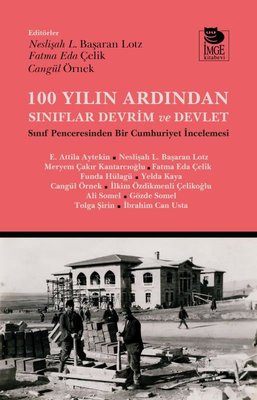 Editörler
Neslişah L. Başaran Lotz
Fatma Eda Çelik
Cangül Örnek
İMGE
kitabevi
100 YILIN ARDINDAN
SINIFLAR DEVRİM ve DEVLET
Sınıf Penceresinden Bir Cumhuriyet İncelemesi
E. Attila Aytekin ▪ Neslişah L. Başaran Lotz
Meryem Çakır Kantarcıoğlu ▪ Fatma Eda Çelik
Funda Hülagü ▪ Yelda Kaya
Cangül Örnek ▪ İlkim Özdikmenli Çelikoğlu
Ali Somel ▪ Gözde Somel
Tolga Şirin ▪ İbrahim Can Usta